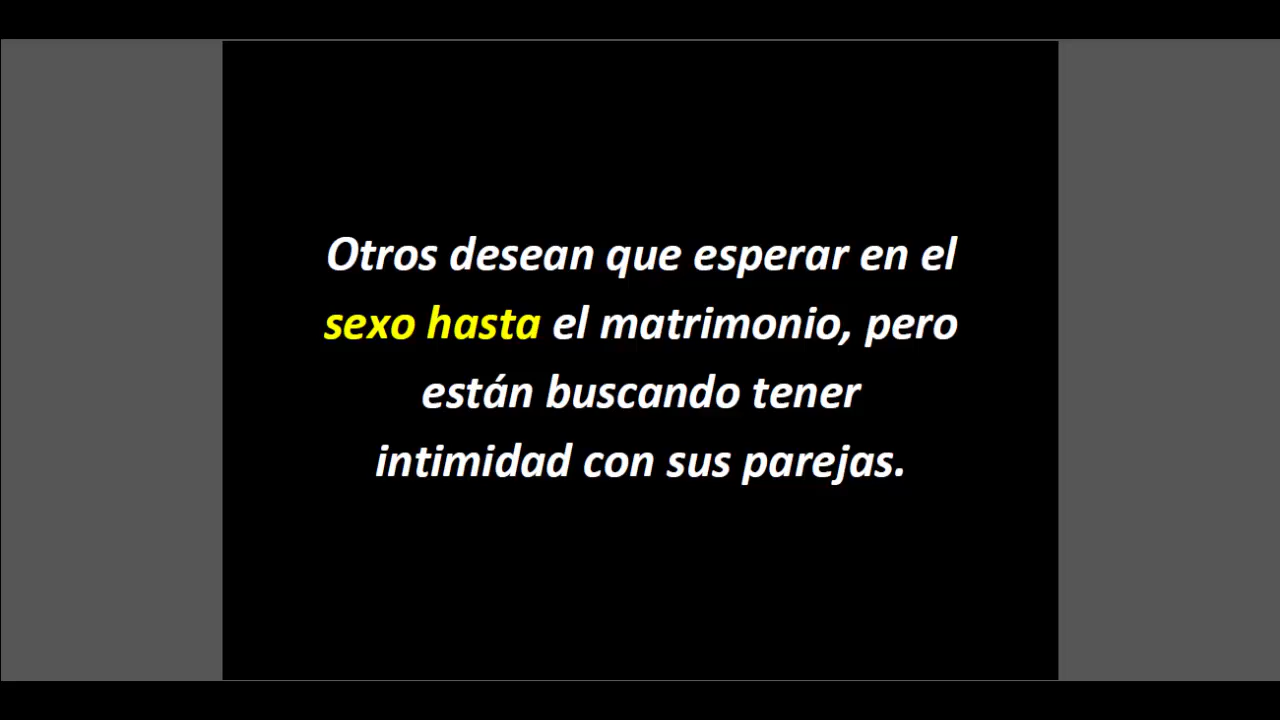 Otros desean que esperar en el
sexo hasta el matrimonio, pero
están buscando tener
intimidad con sus parejas.